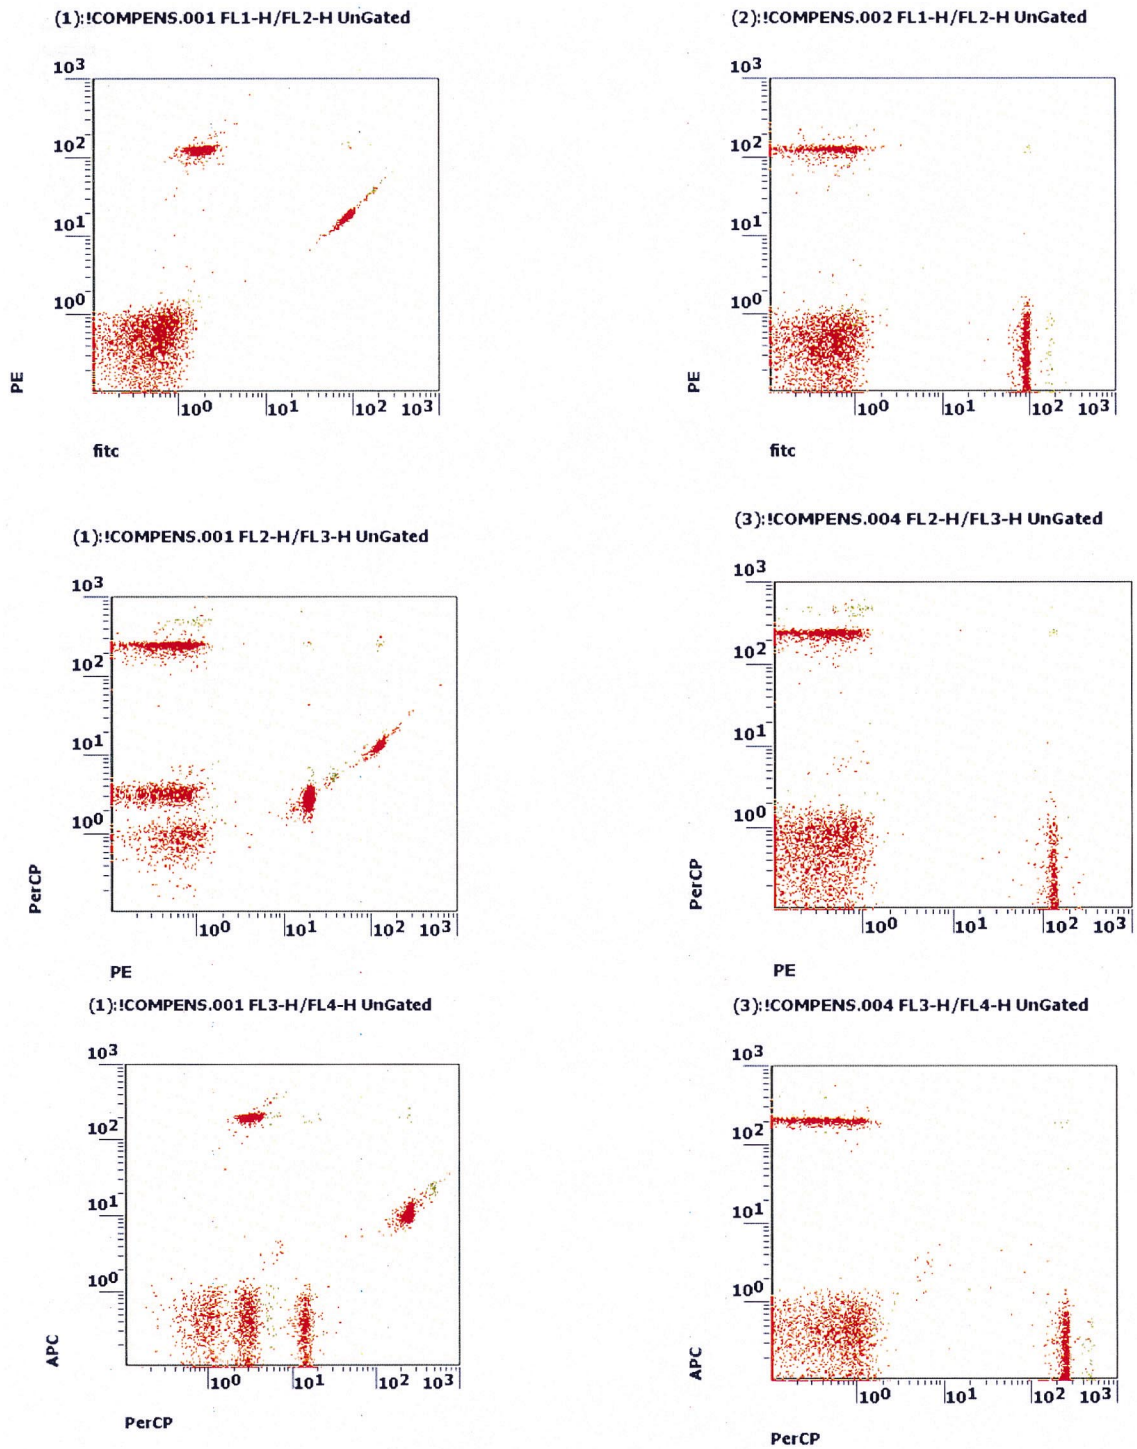 (1):!COMPENS.001 FL1-H/FL2-H UnGated
10³
10²
10¹
10⁰
PE
10⁰ 10¹ 10² 10³
fitc
(2):!COMPENS.002 FL1-H/FL2-H UnGated
10³
10²
10¹
10⁰
PE
10⁰ 10¹ 10² 10³
fitc
(1):!COMPENS.001 FL2-H/FL3-H UnGated
10³
10²
10¹
10⁰
PerCP
10⁰ 10¹ 10² 10³
PE
(3):!COMPENS.004 FL2-H/FL3-H UnGated
10³
10²
10¹
10⁰
PerCP
10⁰ 10¹ 10² 10³
PE
(1):!COMPENS.001 FL3-H/FL4-H UnGated
10³
10²
10¹
10⁰
APC
10⁰ 10¹ 10² 10³
PerCP
(3):!COMPENS.004 FL3-H/FL4-H UnGated
10³
10²
10¹
10⁰
APC
10⁰ 10¹ 10² 10³
PerCP